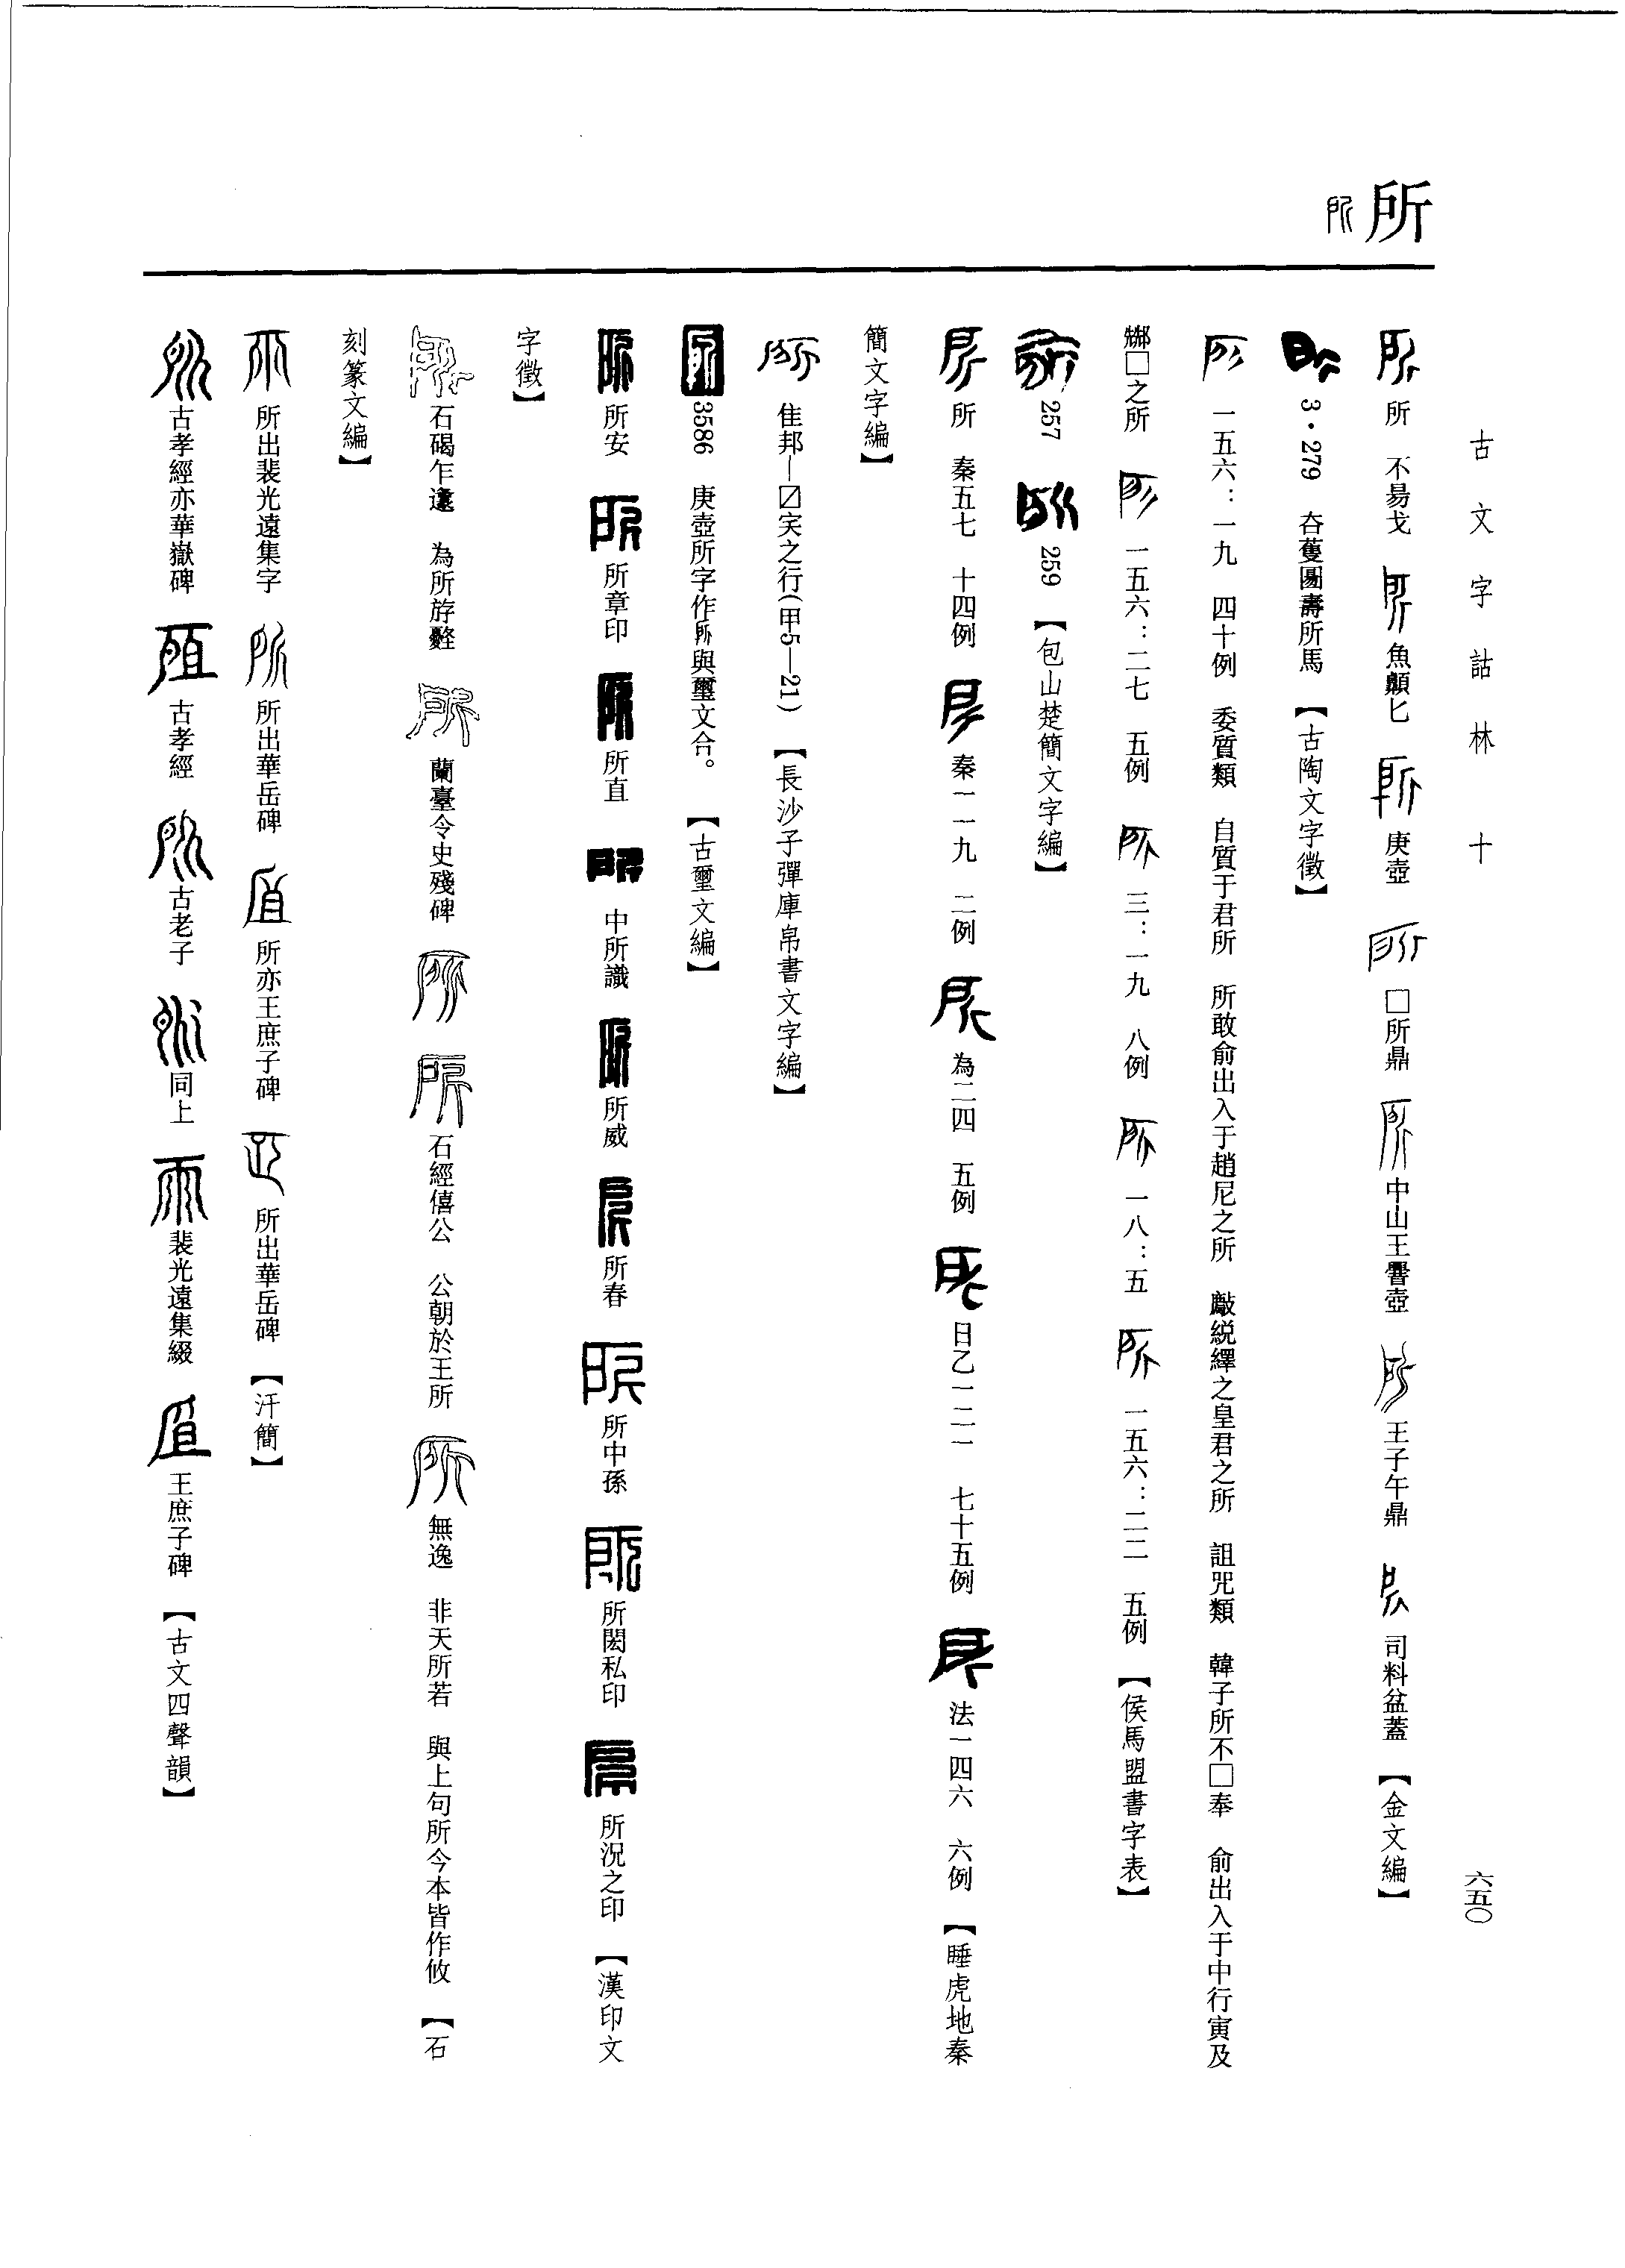 古文字詁林 十
六五〇
所
所 不昜戈 魚顛匕 庚壺 □所鼎 中山王譽壺 王子午鼎 司料盆蓋 【金文編】
3·279 蒦圆壽所馬 【古陶文字徵】
一五六:一九 四十例 委質類 自質于君所 所敢俞出入于趙尼之所 㪨綐繹之皇君之所 詛咒類 韓子所不□奉 俞出入于中行寅及
□之所 一五六:二七 五例 三:一九 八例 一八:五 一五六:二二 五例 【侯馬盟書字表】
257 259 【包山楚簡文字編】
所 秦五七 十四例 秦一一九 二例 為二四 五例 日乙一二一 七十五例 法一四六 六例 【睡虎地秦
簡文字編】
隹邦—〼宎之行(甲5—21) 【長沙子彈庫帛書文字編】
3586 庚壺所字作與璽文合。 【古璽文編】
所安 所章印 所直 中所識 所威 所春 所中孫 所閎私印 所況之印 【漢印文
字徵】
石碣乍 為所斿 蘭臺令史殘碑 石經僖公 公朝於王所 無逸 非天所若 與上句所今本皆作攸 【石
刻篆文編】
所出裴光遠集字 所出華岳碑 所亦王庶子碑 所出華岳碑 【汗簡】
古孝經亦華嶽碑 古孝經 古老子 同上 裴光遠集綴 王庶子碑 【古文四聲韻】